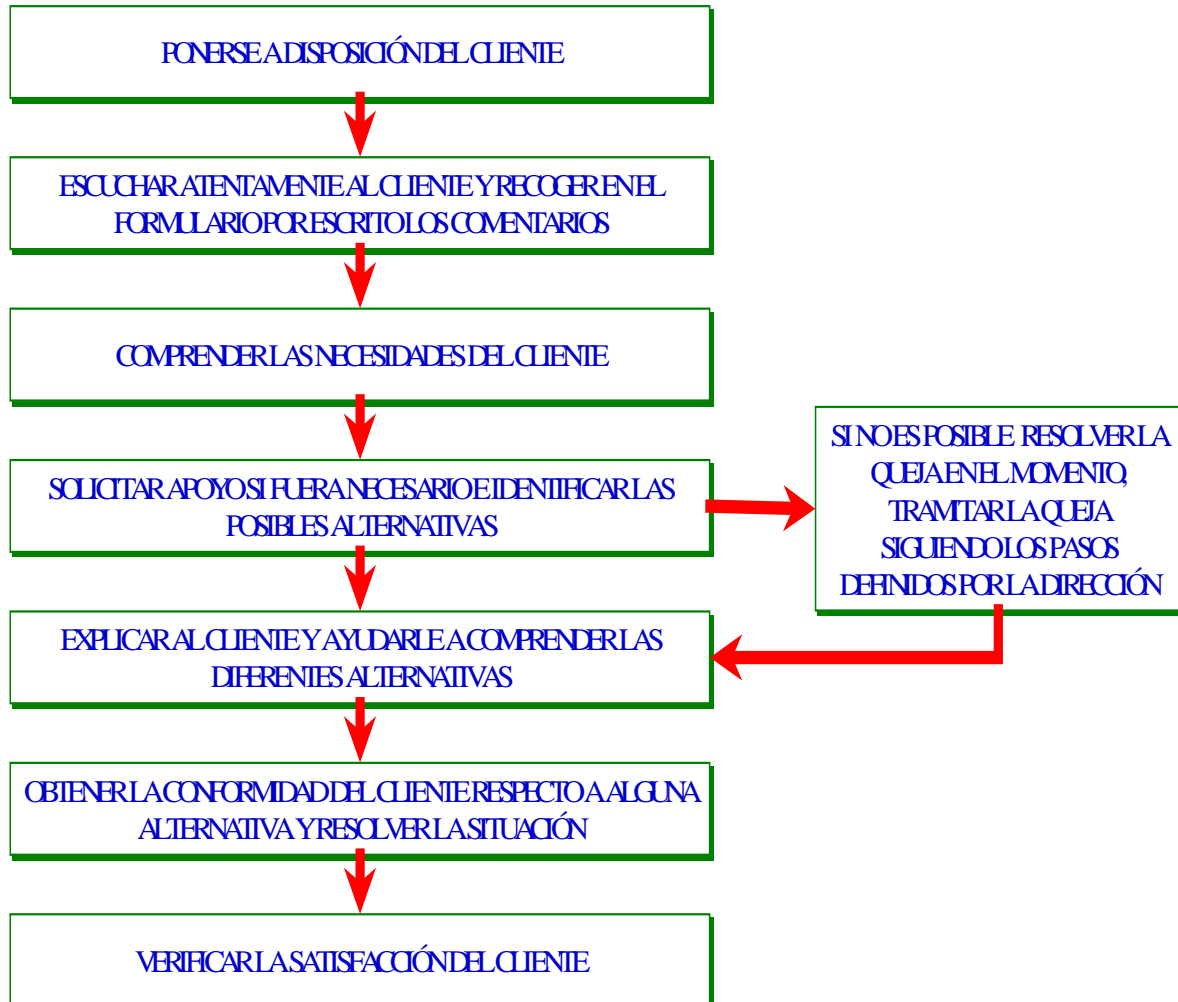 PONERSE A DISPOSICIÓN DEL CLIENTE
ESCUCHAR ATENTAMENTE AL CLIENTE Y RECOGER EN EL
FORMULARIO POR ESCRITO LOS COMENTARIOS
COMPRENDER LAS NECESIDADES DEL CLIENTE
SOLICITAR APOYO SI FUERA NECESARIO E IDENTIFICAR LAS
POSIBLES ALTERNATIVAS
SI NO ES POSIBLE RESOLVER LA
QUEJA EN EL MOMENTO,
TRAMITAR LA QUEJA
SIGUIENDO LOS PASOS
DEFINIDOS POR LA DIRECCIÓN
EXPLICAR AL CLIENTE Y AYUDARLE A COMPRENDER LAS
DIFERENTES ALTERNATIVAS
OBTENER LA CONFORMIDAD DEL CLIENTE RESPECTO A ALGUNA
ALTERNATIVA Y RESOLVER LA SITUACIÓN
VERIFICAR LA SATISFACCIÓN DEL CLIENTE